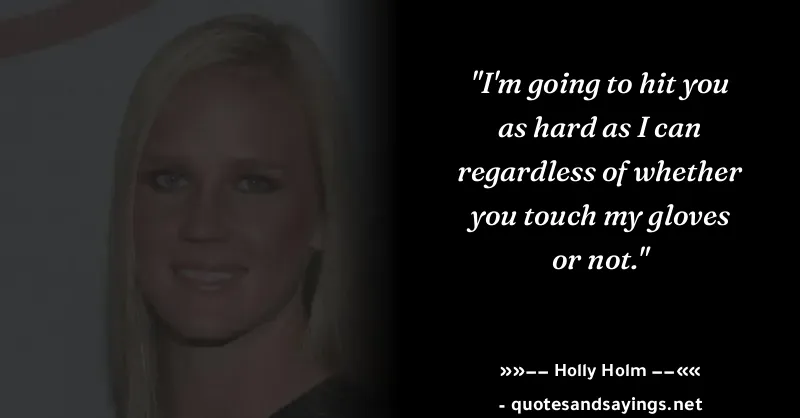 "I'm going to hit you
as hard as I can
regardless of whether
you touch my gloves
or not."
»»−− Holly Holm −−««
- quotesandsayings.net